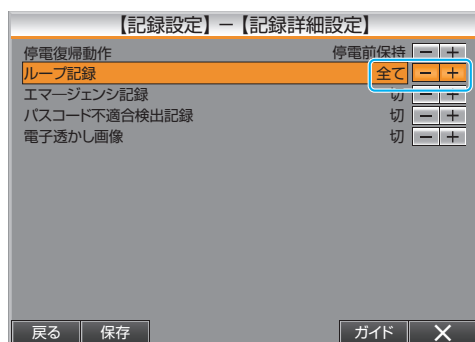 【記録設定】－【記録詳細設定】
停電復帰動作 停電前保持 － ＋
ループ記録 全て － ＋
エマージェンシ記録 切 － ＋
パスコード不適合検出記録 切 － ＋
電子透かし画像 切 － ＋
戻る 保存 ガイド ✕